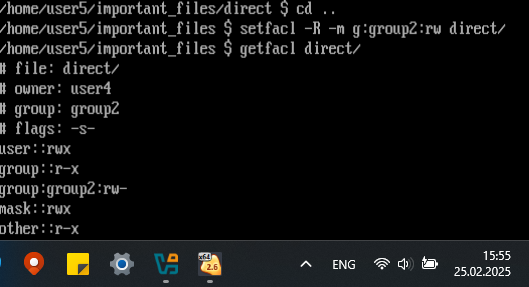 /home/user5/important_files/direct $ cd ..
/home/user5/important_files $ setfacl -R -m g:group2:rw direct/
/home/user5/important_files $ getfacl direct/
# file: direct/
# owner: user4
# group: group2
# flags: -s-
user::rwx
group::r-x
group:group2:rw-
mask::rwx
other::r-x
x64
2.6
ENG
15:55
25.02.2025